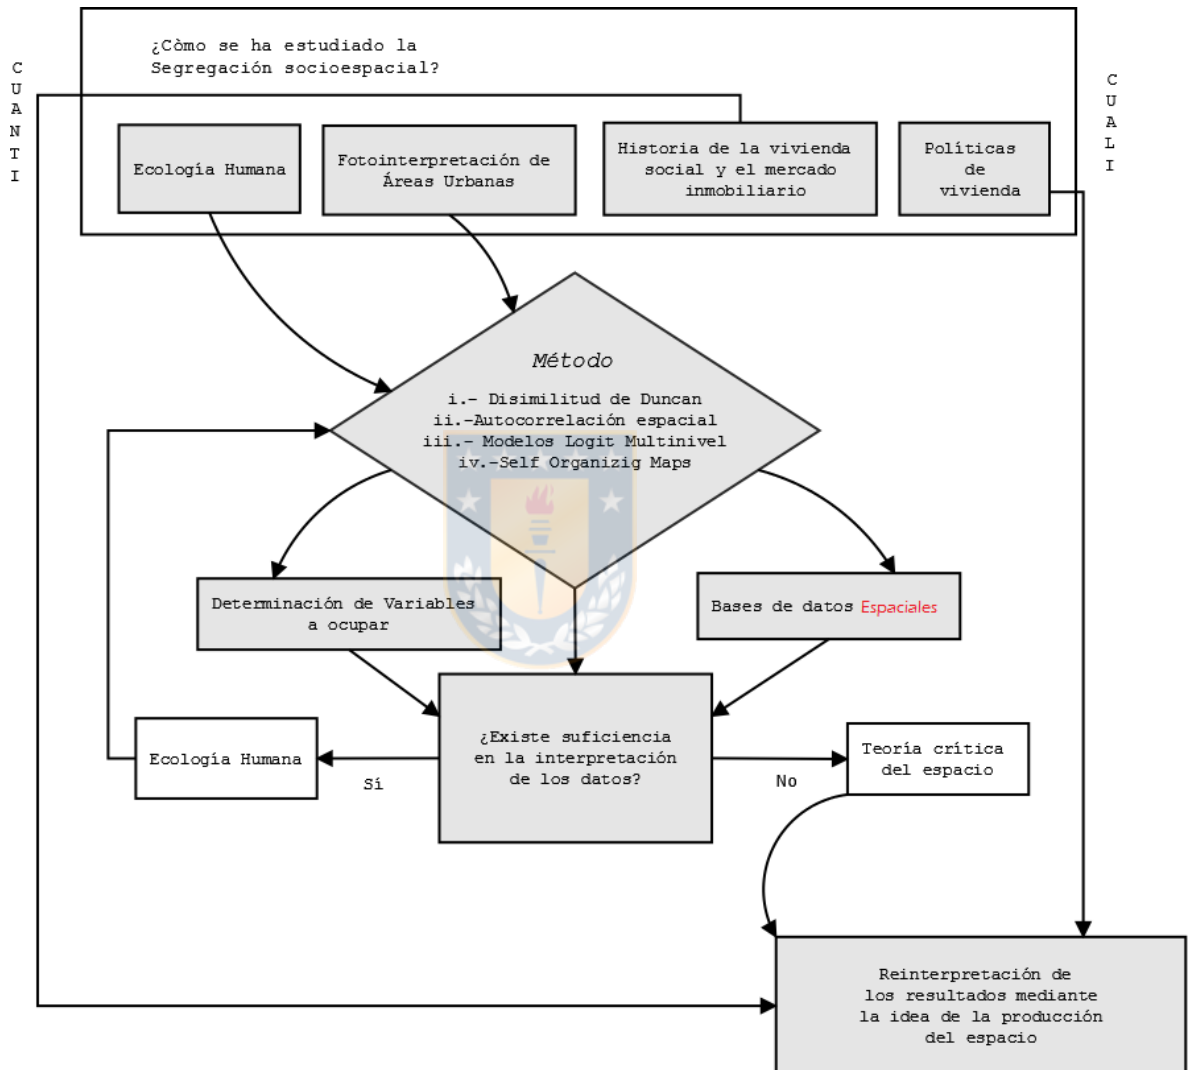 ¿Còmo se ha estudiado la
Segregación socioespacial?
C
U
A
N
T
I
C
U
A
L
I
Ecología Humana
Fotointerpretación de
Áreas Urbanas
Historia de la vivienda
social y el mercado
inmobiliario
Políticas
de
vivienda
Método
i.- Disimilitud de Duncan
ii.-Autocorrelación espacial
iii.- Modelos Logit Multinivel
iv.-Self Organizig Maps
Determinación de Variables
a ocupar
Bases de datos Espaciales
¿Existe suficiencia
en la interpretación
de los datos?
Ecología Humana
Sí
No
Teoría crítica
del espacio
Reinterpretación de
los resultados mediante
la idea de la producción
del espacio